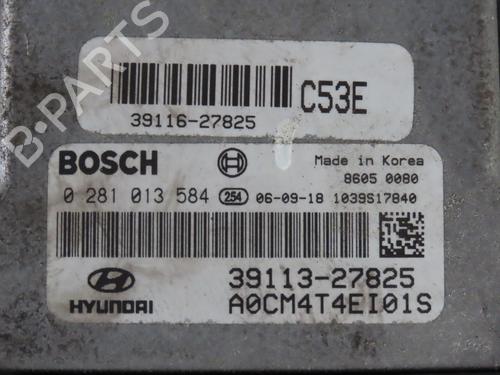 B-PARTS
C53E
39116-27825
BOSCH
Made in Korea
8605 0080
0 281 013 584 254 06-09-18 1039S17840
39113-27825
HYUNDAI
A0CM4T4EI01S